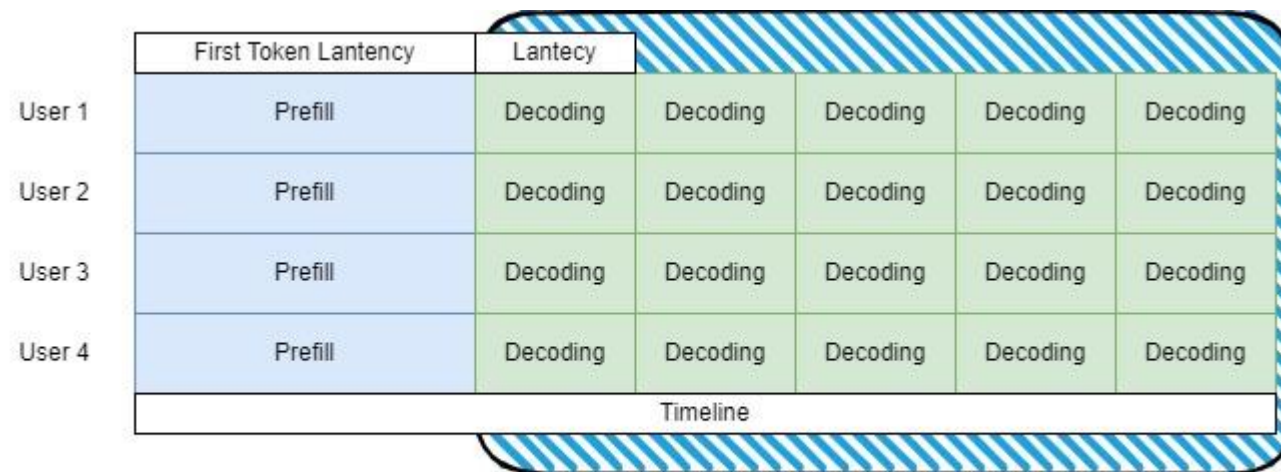 First Token Lantency Lantecy
User 1 Prefill Decoding Decoding Decoding Decoding Decoding
User 2 Prefill Decoding Decoding Decoding Decoding Decoding
User 3 Prefill Decoding Decoding Decoding Decoding Decoding
User 4 Prefill Decoding Decoding Decoding Decoding Decoding
Timeline